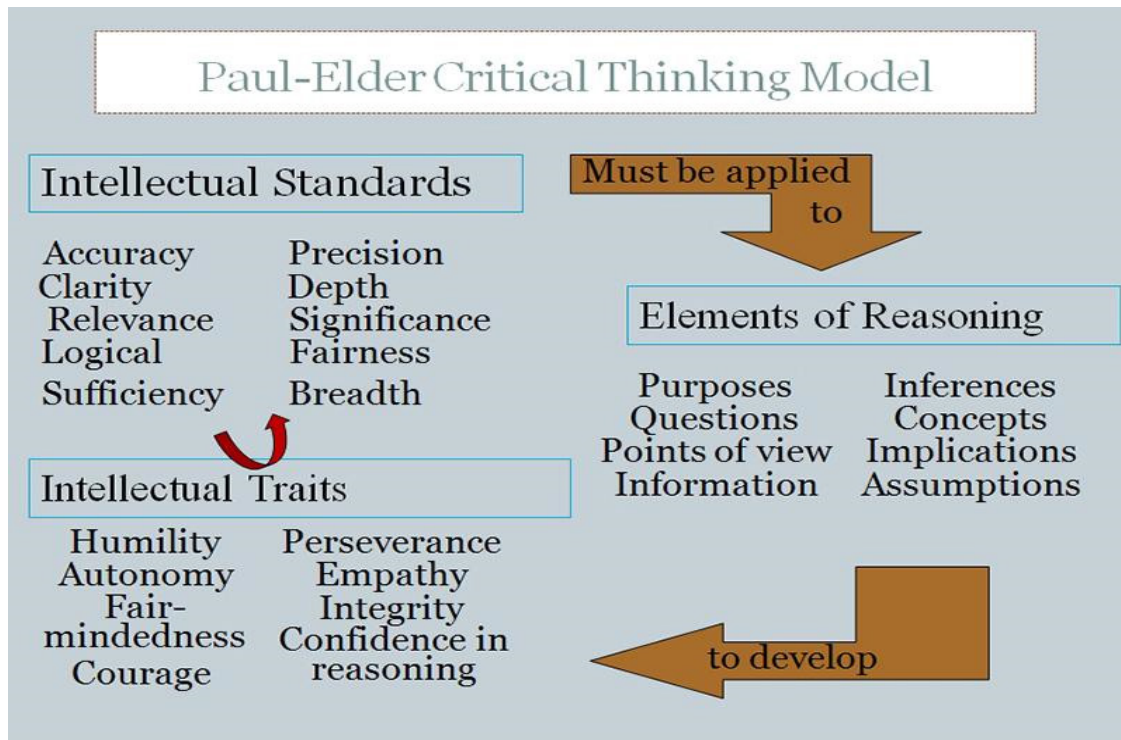 Paul-Elder Critical Thinking Model
Intellectual Standards
Accuracy
Clarity
Relevance
Logical
Sufficiency
Precision
Depth
Significance
Fairness
Breadth
Must be applied
to
Elements of Reasoning
Purposes
Questions
Points of view
Information
Inferences
Concepts
Implications
Assumptions
to develop
Intellectual Traits
Humility
Autonomy
Fair-
mindedness
Courage
Perseverance
Empathy
Integrity
Confidence in
reasoning